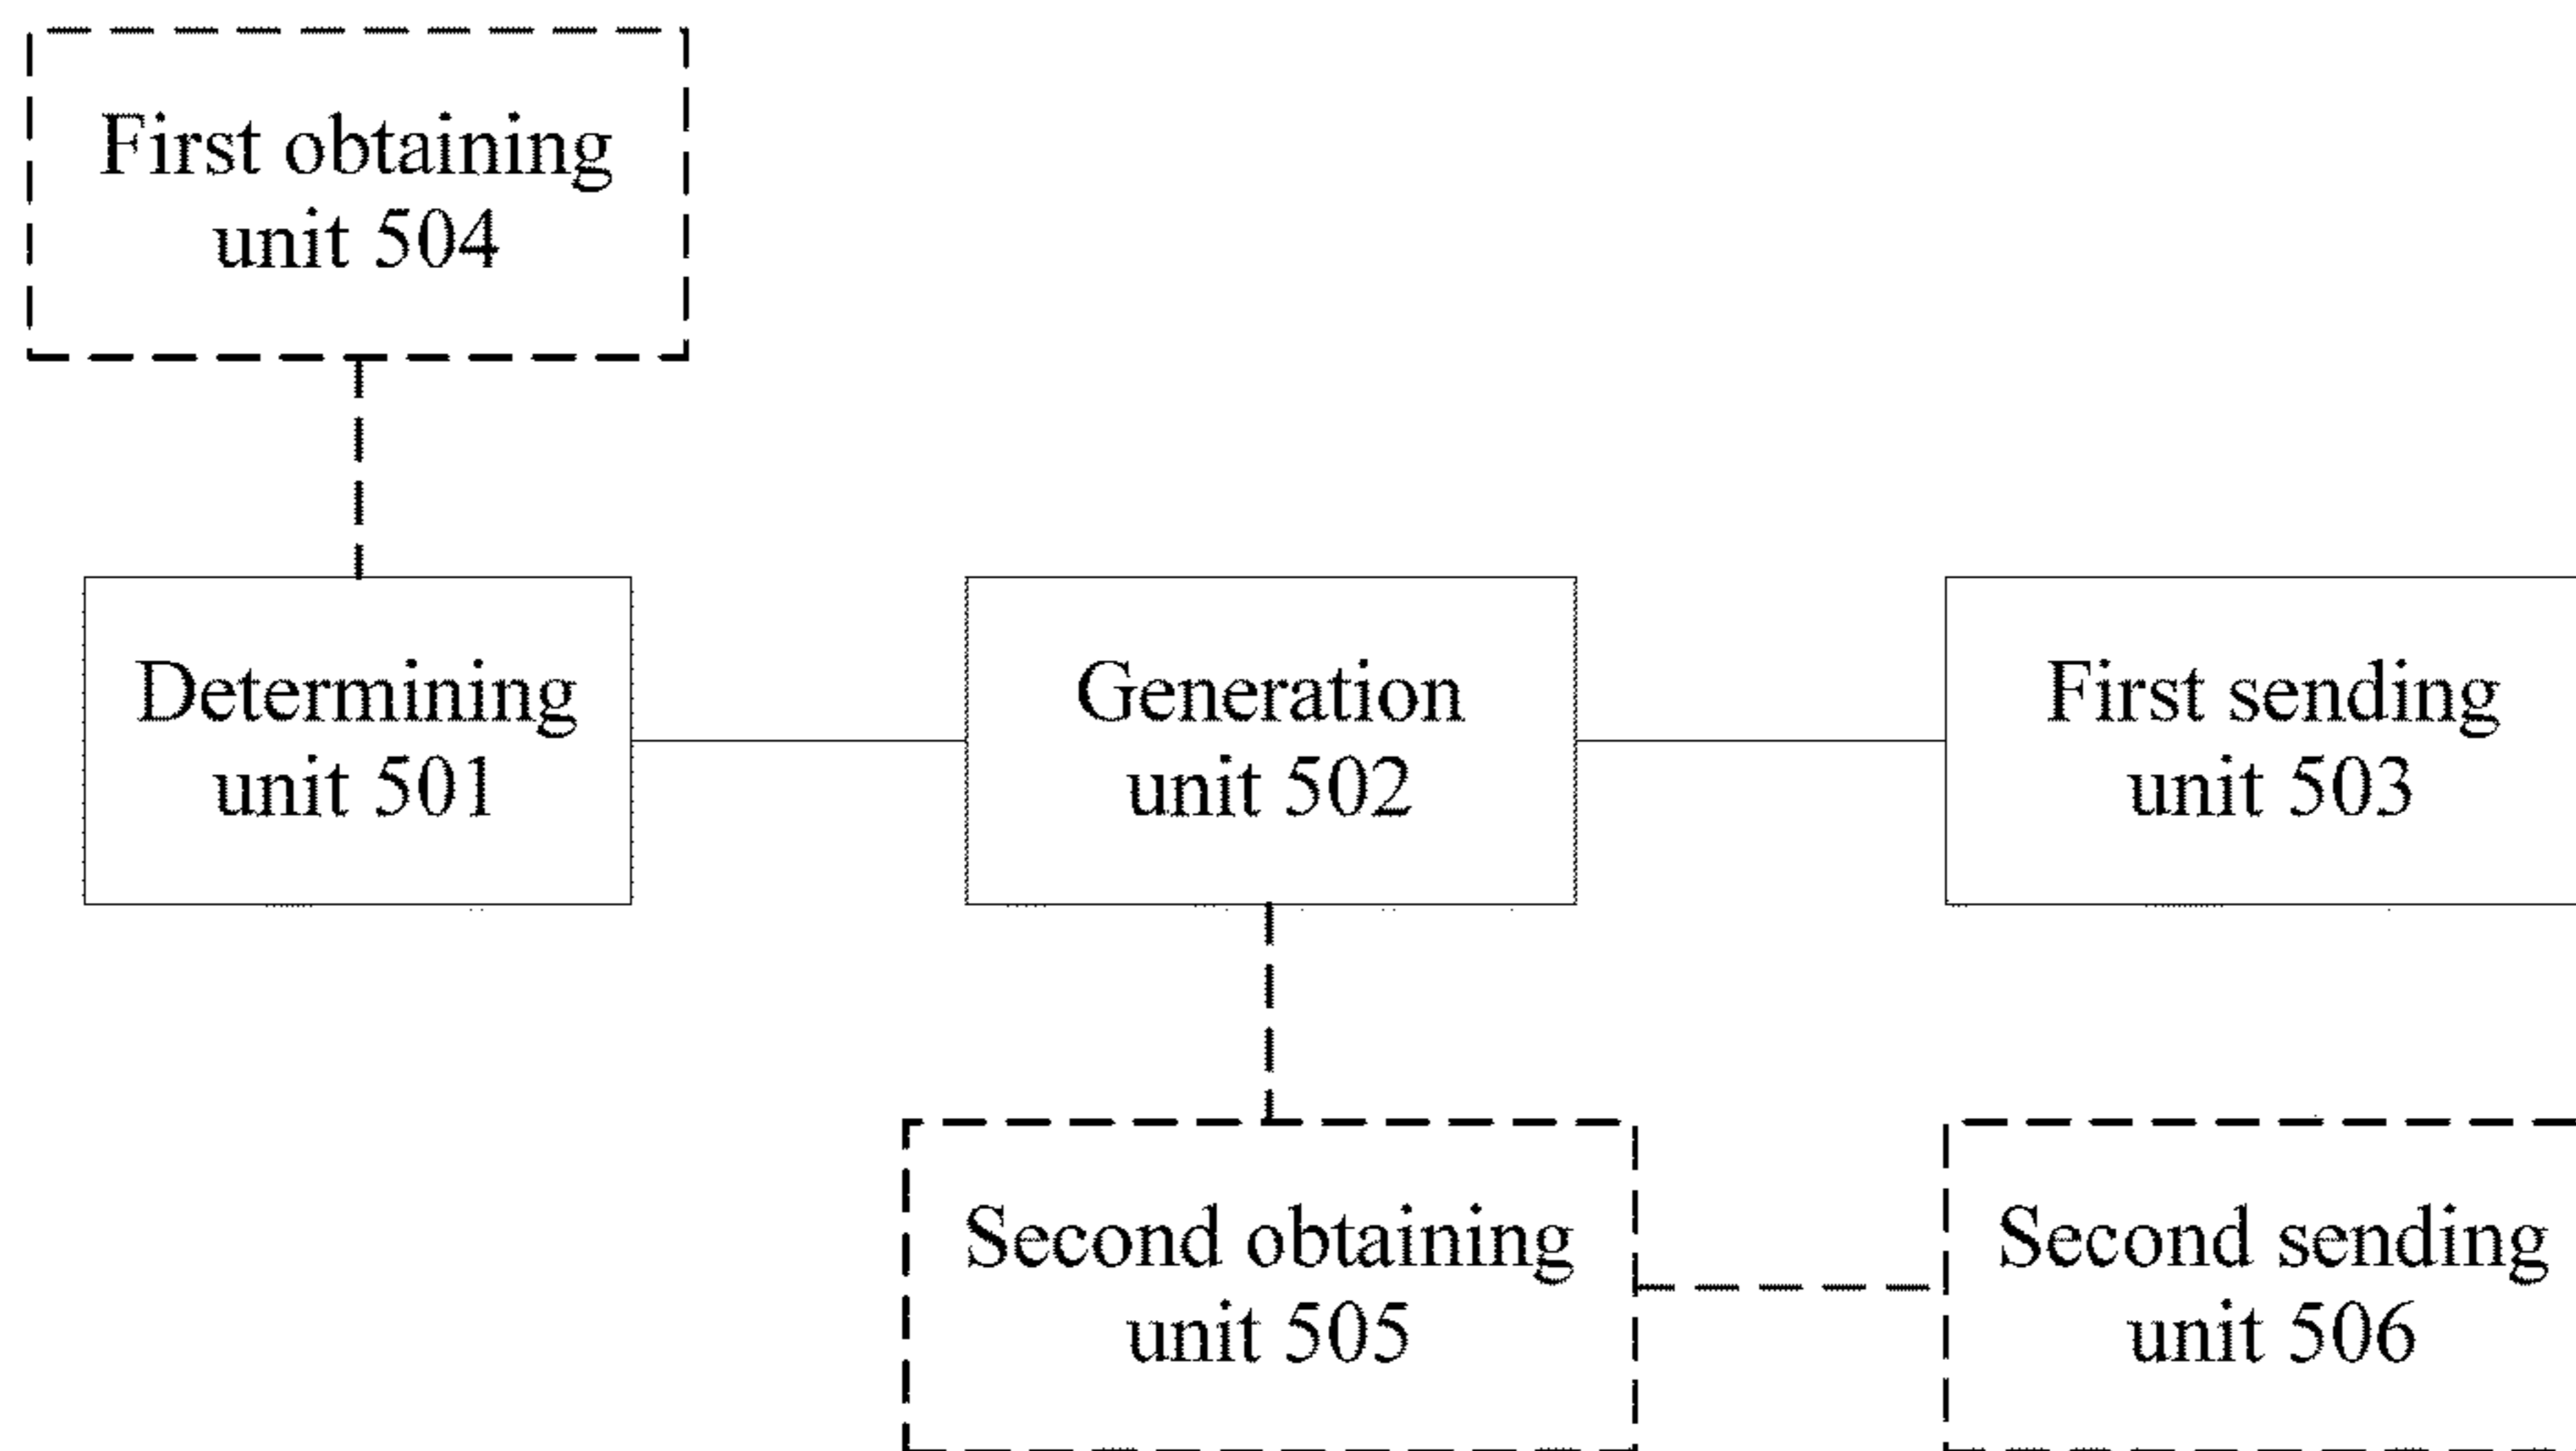 First obtaining
unit 504
Determining
unit 501
Generation
unit 502
First sending
unit 503
Second obtaining
unit 505
Second sending
unit 506